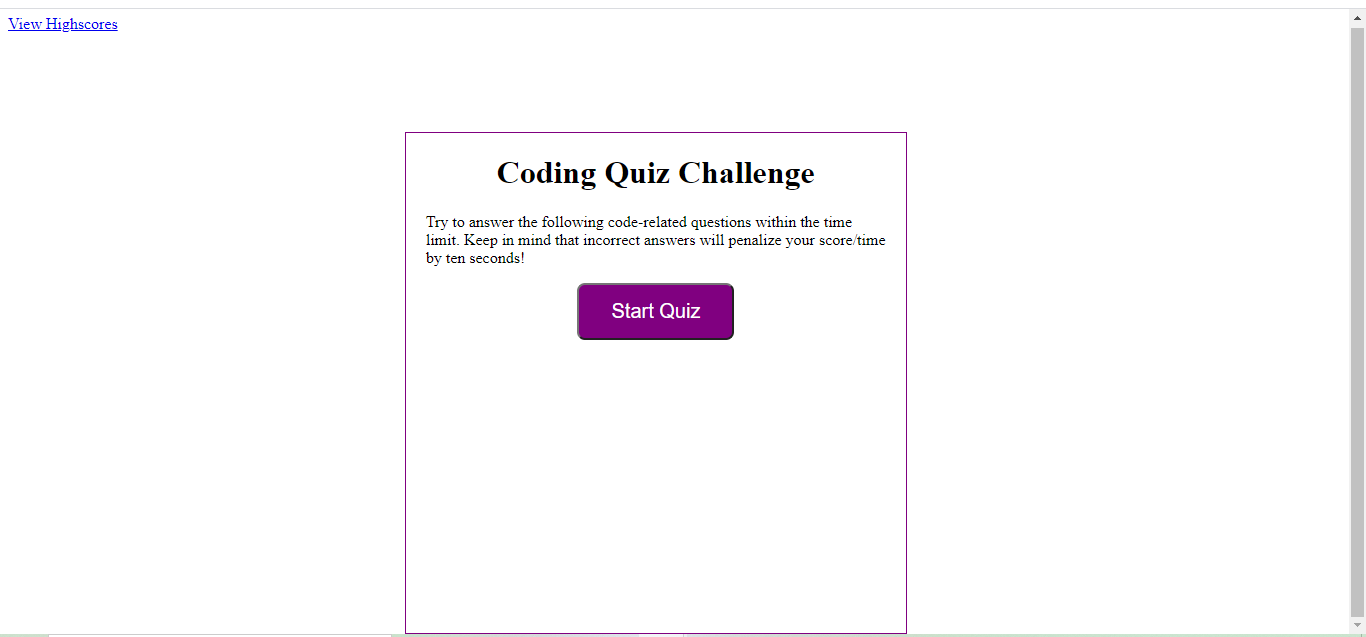 View Highscores
Coding Quiz Challenge
Try to answer the following code-related questions within the time
limit. Keep in mind that incorrect answers will penalize your score/time
by ten seconds!
Start Quiz